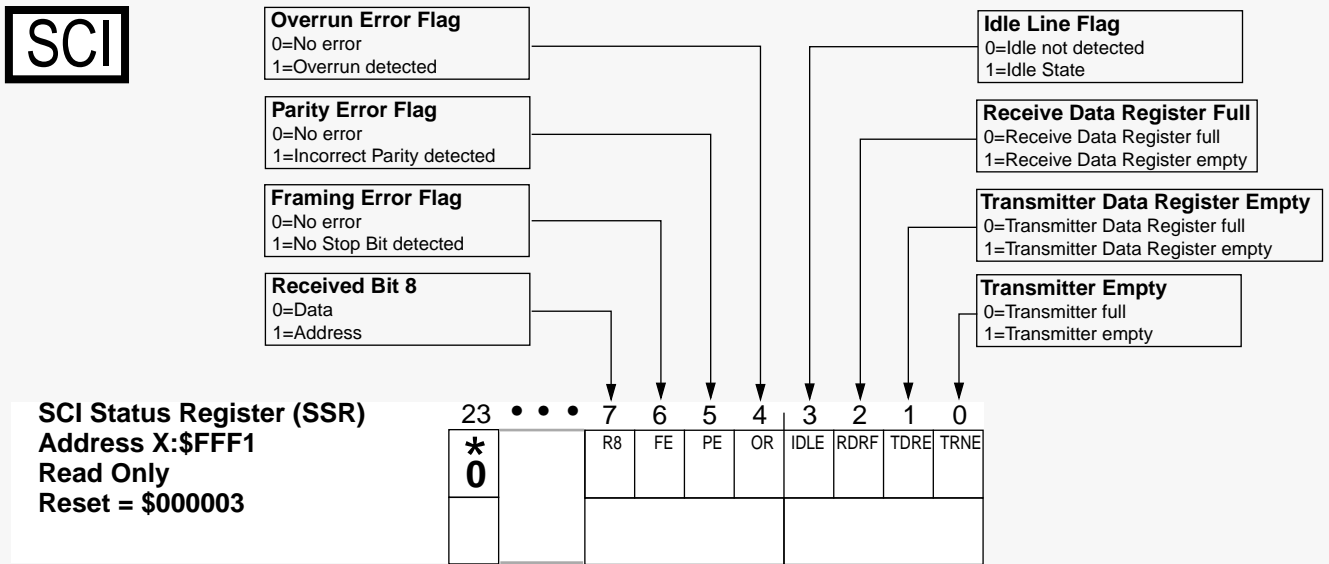 SCI
Overrun Error Flag
0=No error
1=Overrun detected
Parity Error Flag
0=No error
1=Incorrect Parity detected
Framing Error Flag
0=No error
1=No Stop Bit detected
Received Bit 8
0=Data
1=Address
Idle Line Flag
0=Idle not detected
1=Idle State
Receive Data Register Full
0=Receive Data Register full
1=Receive Data Register empty
Transmitter Data Register Empty
0=Transmitter Data Register full
1=Transmitter Data Register empty
Transmitter Empty
0=Transmitter full
1=Transmitter empty
SCI Status Register (SSR)
Address X:$FFF1
Read Only
Reset = $000003
23 • • • 7 6 5 4 3 2 1 0
* R8 FE PE OR IDLE RDRF TDRE TRNE
0